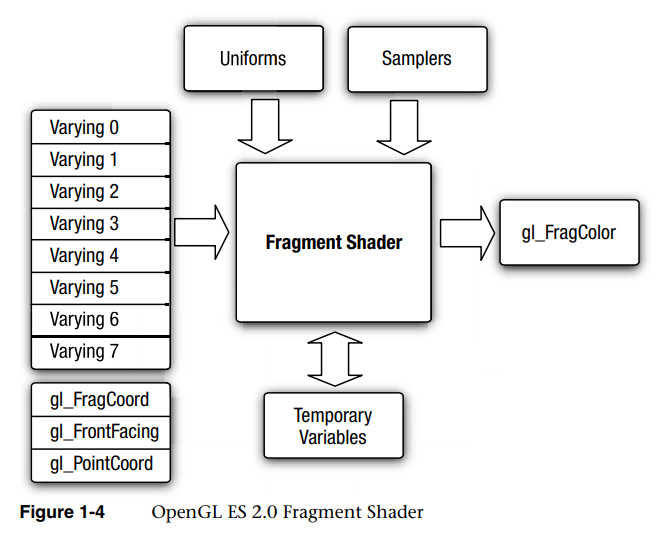 Uniforms
Samplers
Varying 0
Varying 1
Varying 2
Varying 3
Varying 4
Varying 5
Varying 6
Varying 7
gl_FragCoord
gl_FrontFacing
gl_PointCoord
Fragment Shader
gl_FragColor
Temporary
Variables
Figure 1-4 OpenGL ES 2.0 Fragment Shader